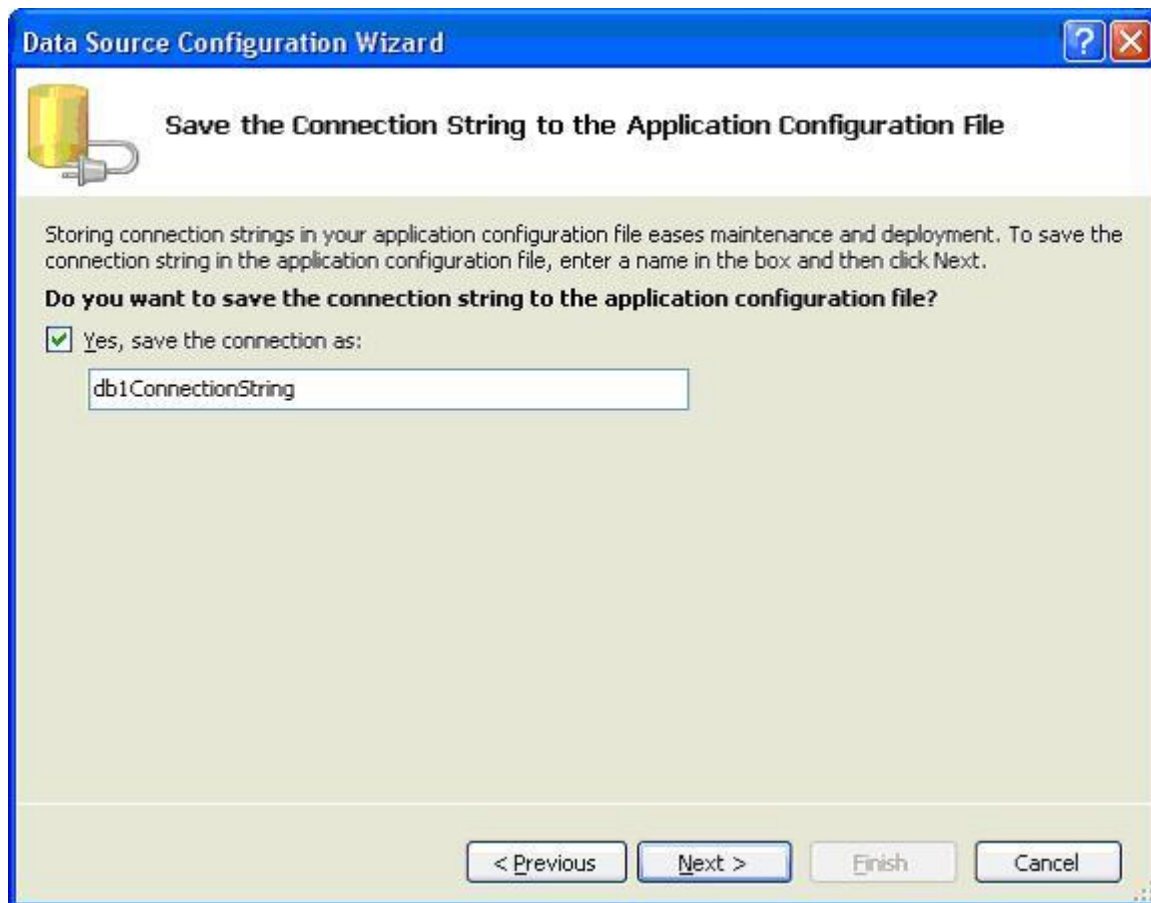 Data Source Configuration Wizard
?
Save the Connection String to the Application Configuration File
Storing connection strings in your application configuration file eases maintenance and deployment. To save the
connection string in the application configuration file, enter a name in the box and then click Next.
Do you want to save the connection string to the application configuration file?
Yes, save the connection as:
db1ConnectionString
< Previous
Next >
Finish
Cancel